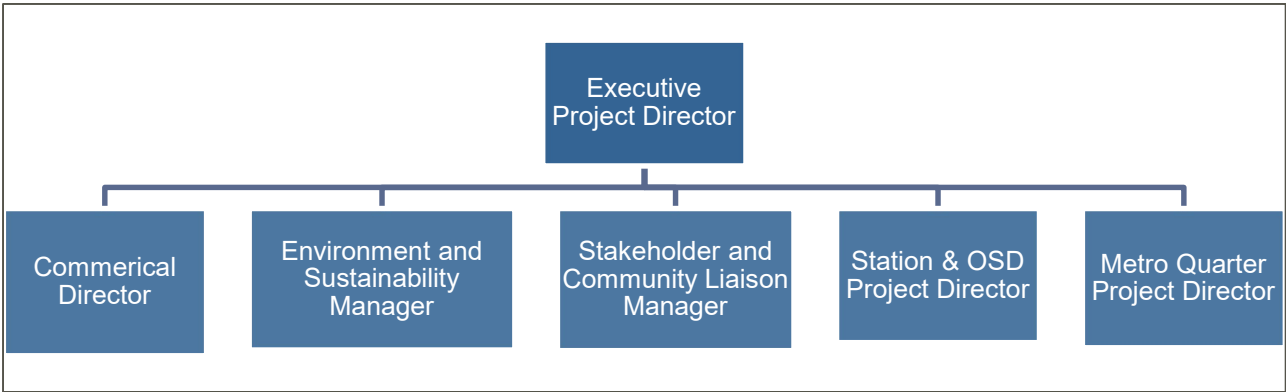 Executive
Project Director
Commerical
Director
Environment and
Sustainability
Manager
Stakeholder and
Community Liaison
Manager
Station & OSD
Project Director
Metro Quarter
Project Director